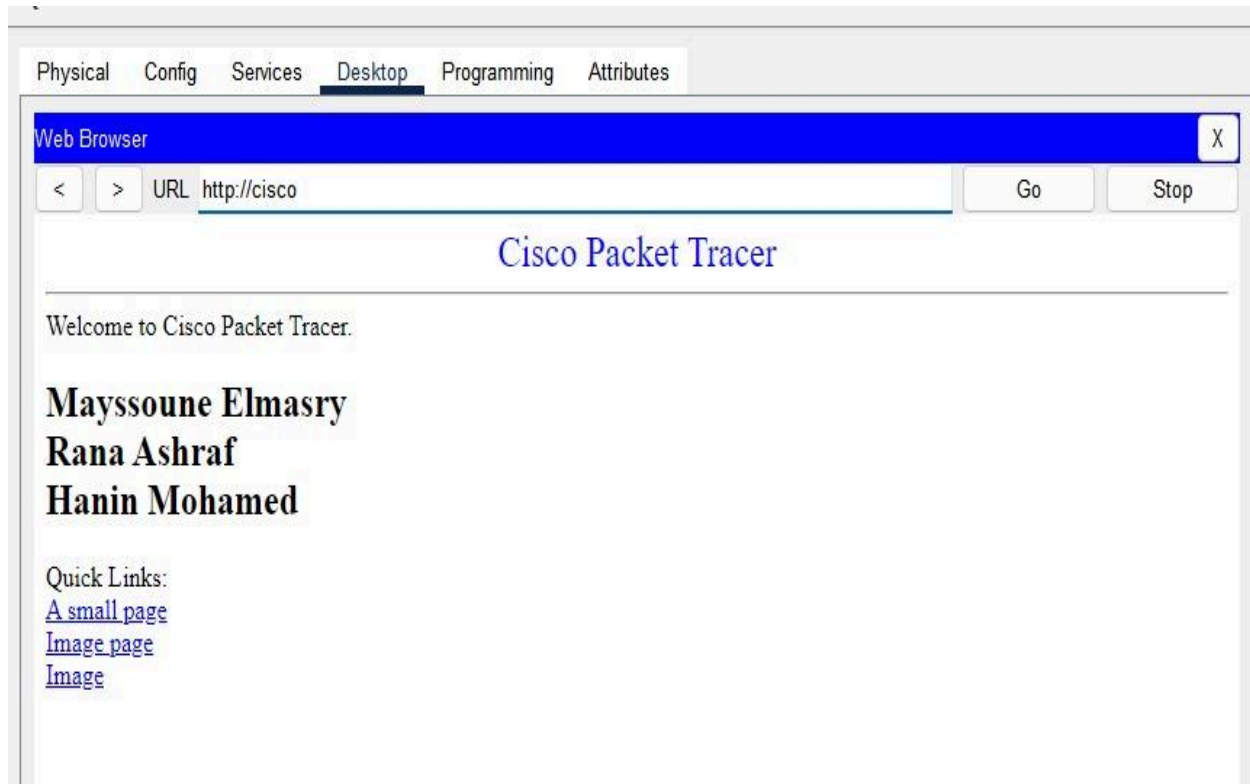 Physical Config Services Desktop Programming Attributes
Web Browser X
< > URL http://cisco Go Stop
Cisco Packet Tracer
Welcome to Cisco Packet Tracer.
Mayssoune Elmasry
Rana Ashraf
Hanin Mohamed
Quick Links:
A small page
Image page
Image